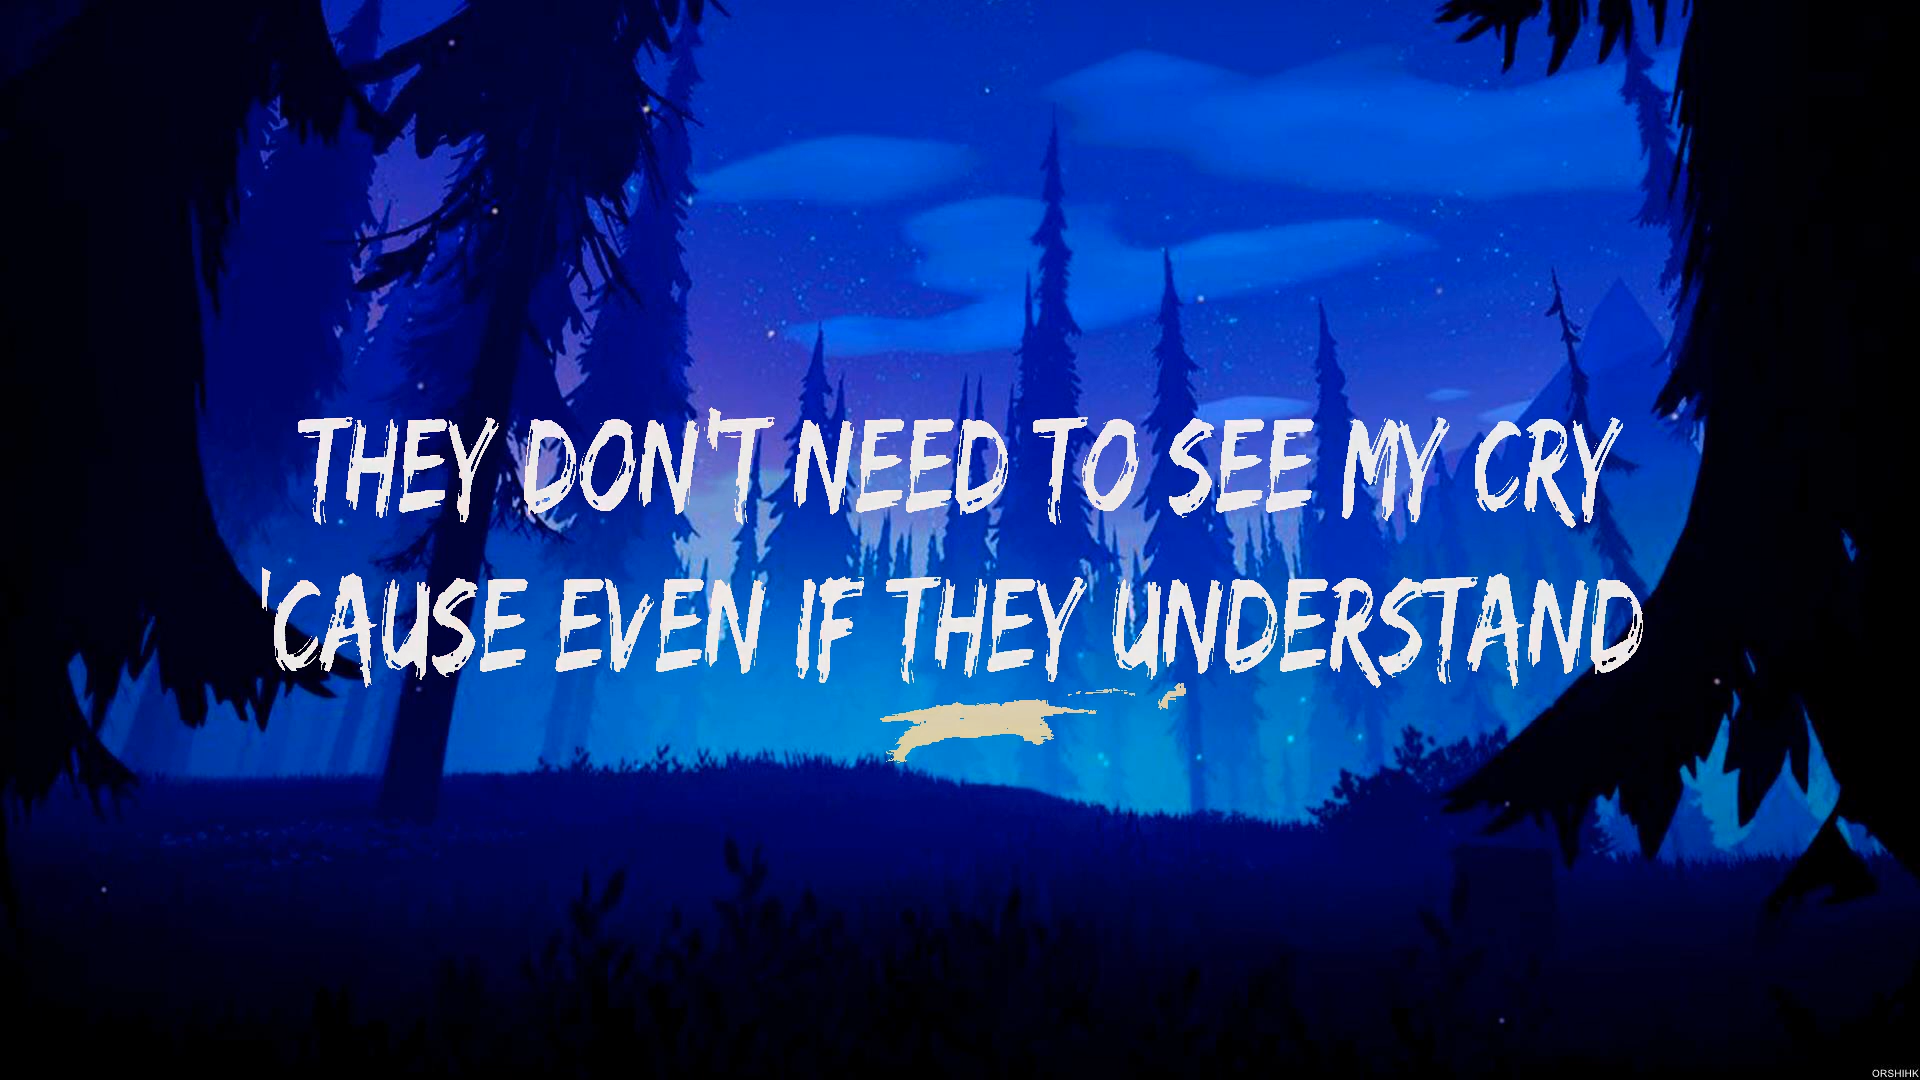 THEY DON'T NEED TO SEE MY CRY
'CAUSE EVEN IF THEY UNDERSTAND
ORSHIHK